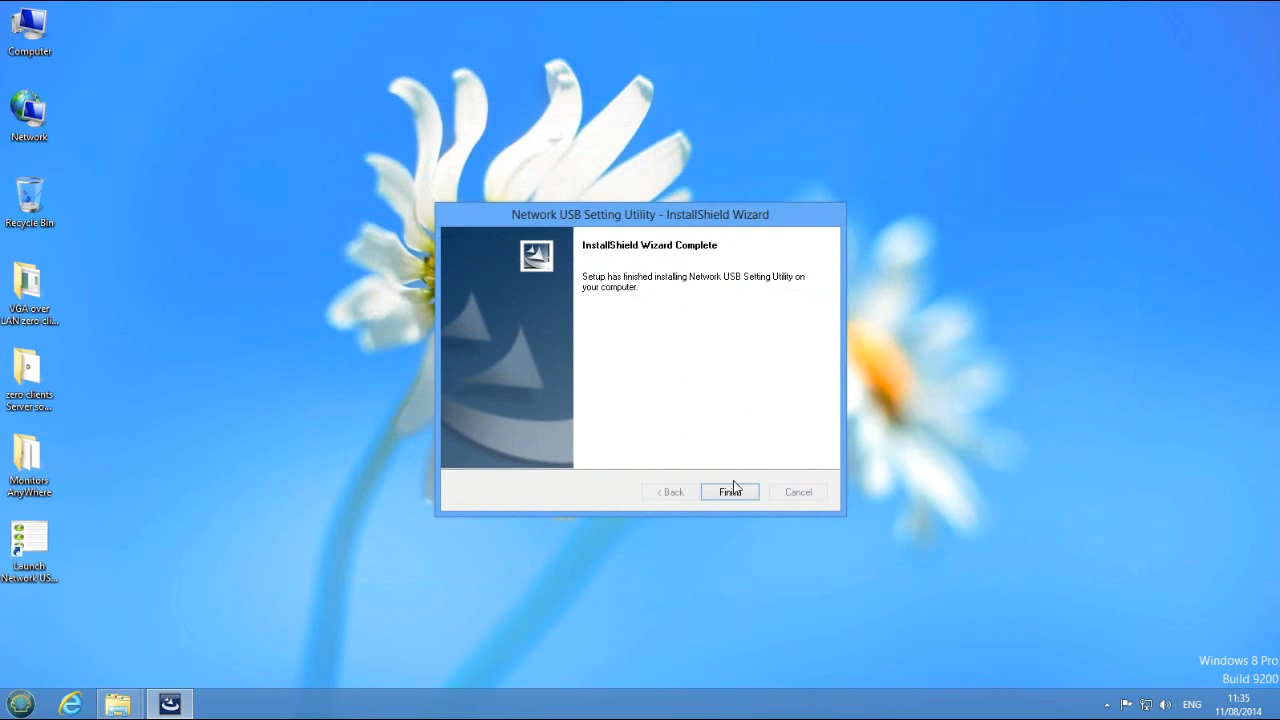 Computer
Network
Recycle Bin
VGA over
LAN zero cli...
zero clients
Server so...
Monitors
AnyWhere
Launch
Network US...
Network USB Setting Utility - InstallShield Wizard
InstallShield Wizard Complete
Setup has finished installing Network USB Setting Utility on
your computer.
< Back
Finish
Cancel
Windows 8 Pro
Build 9200
ENG
11:35
11/08/2014